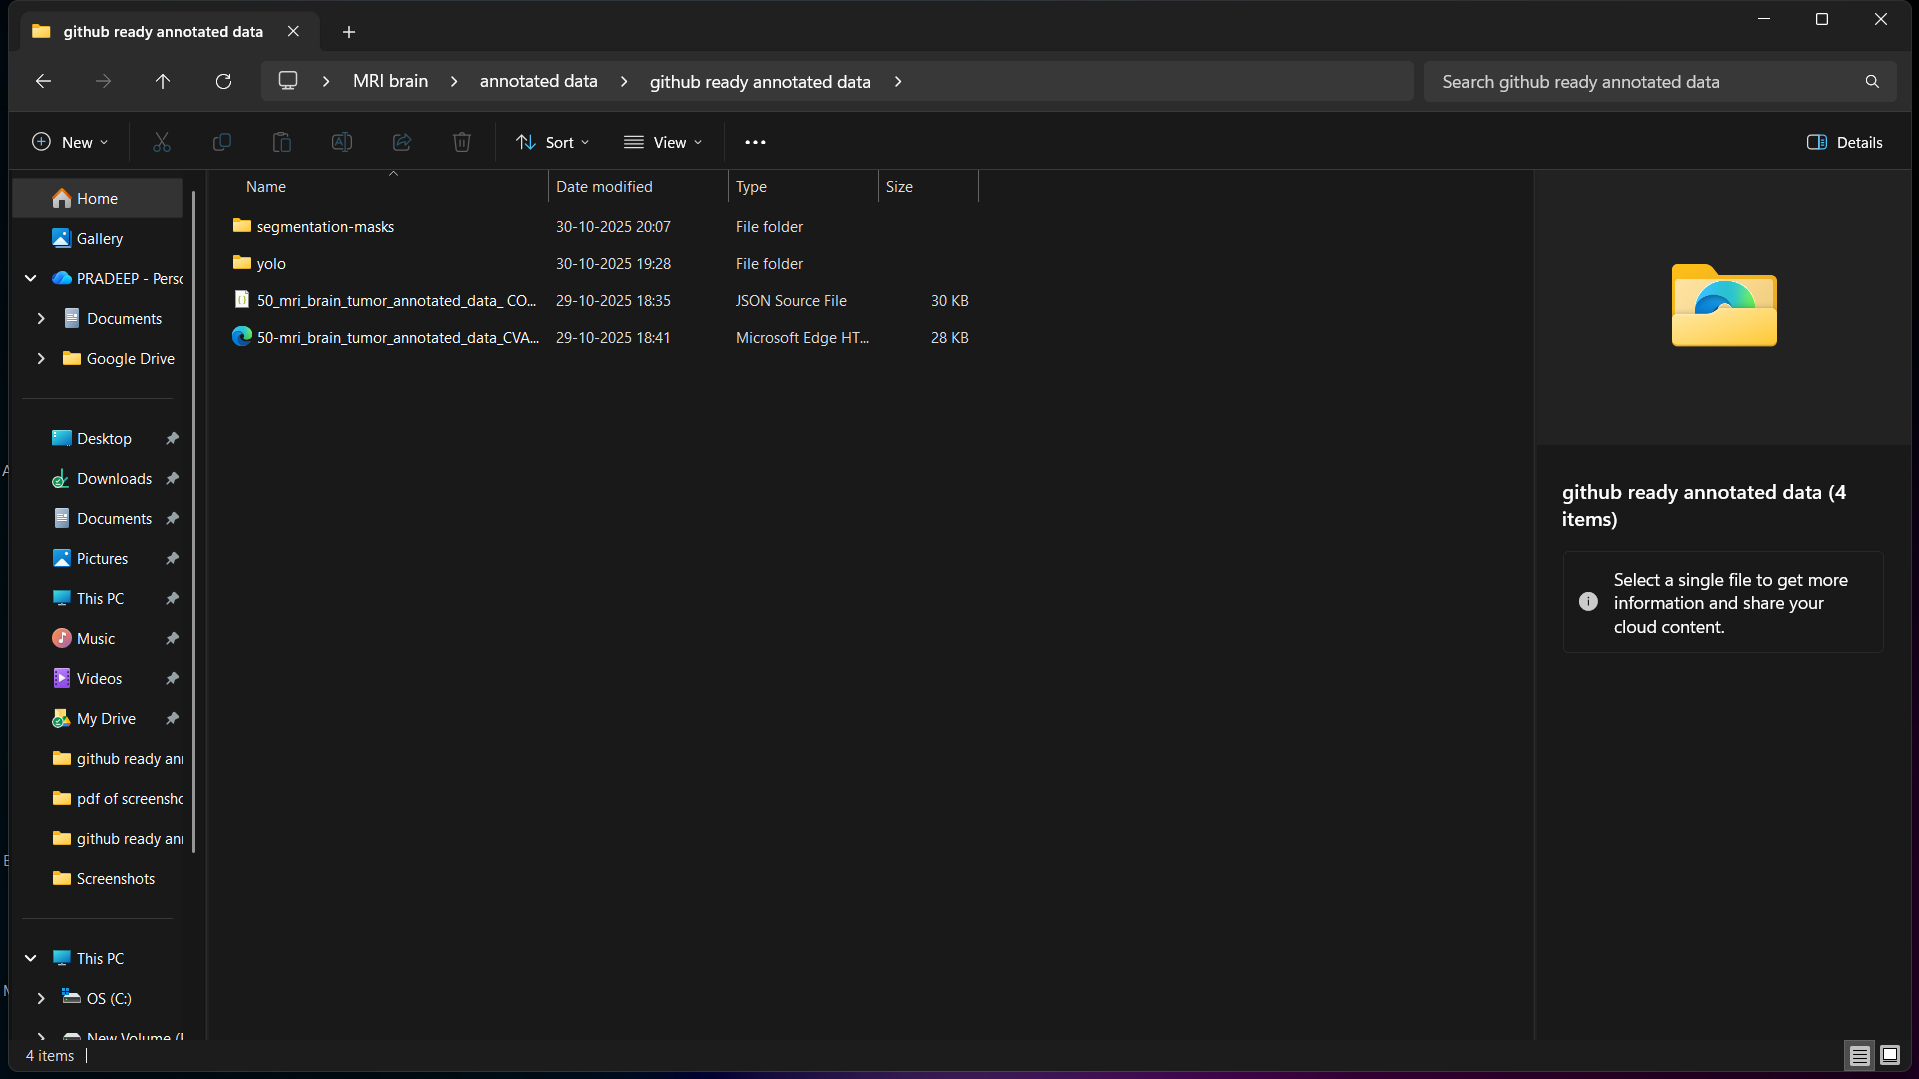 github ready annotated data
MRI brain > annotated data > github ready annotated data >
Search github ready annotated data
New
Sort
View
Details
Name Date modified Type Size
segmentation-masks 30-10-2025 20:07 File folder
yolo 30-10-2025 19:28 File folder
50_mri_brain_tumor_annotated_data_ CO... 29-10-2025 18:35 JSON Source File 30 KB
50-mri_brain_tumor_annotated_data_CVA... 29-10-2025 18:41 Microsoft Edge HT... 28 KB
Home
Gallery
PRADEEP - Perso
Documents
Google Drive
Desktop
Downloads
Documents
Pictures
This PC
Music
Videos
My Drive
github ready an
pdf of screensho
github ready an
Screenshots
This PC
OS (C:)
New Volume (
github ready annotated data (4
items)
Select a single file to get more
information and share your
cloud content.
4 items